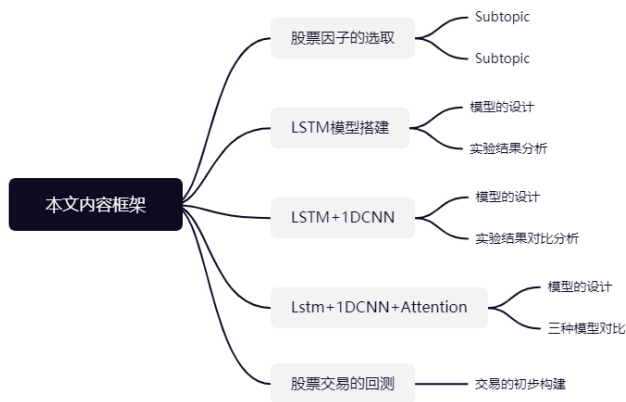 本文内容框架
股票因子的选取
Subtopic
Subtopic
LSTM模型搭建
模型的设计
实验结果分析
LSTM+1DCNN
模型的设计
实验结果对比分析
Lstm+1DCNN+Attention
模型的设计
三种模型对比
股票交易的回测
交易的初步构建